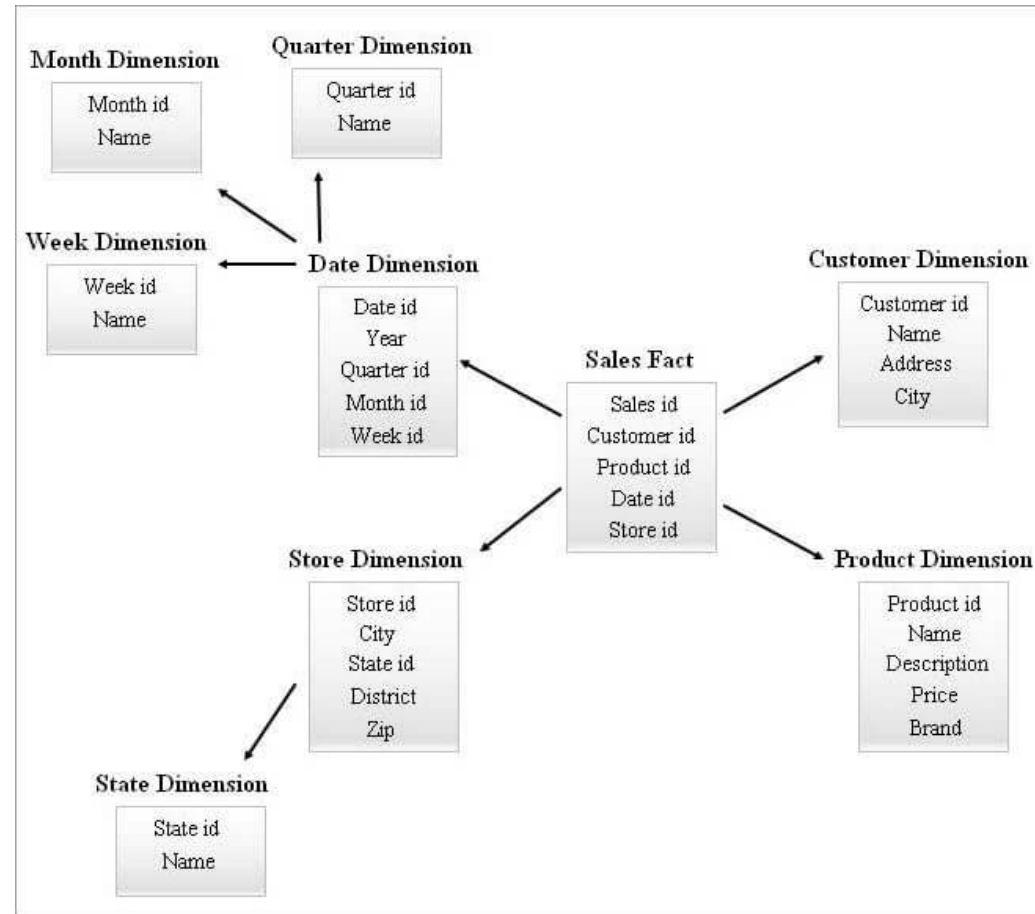 Quarter Dimension
Quarter id
Name
Month Dimension
Month id
Name
Week Dimension
Week id
Name
Date Dimension
Date id
Year
Quarter id
Month id
Week id
Customer Dimension
Customer id
Name
Address
City
Sales Fact
Sales id
Customer id
Product id
Date id
Store id
Store Dimension
Store id
City
State id
District
Zip
Product Dimension
Product id
Name
Description
Price
Brand
State Dimension
State id
Name